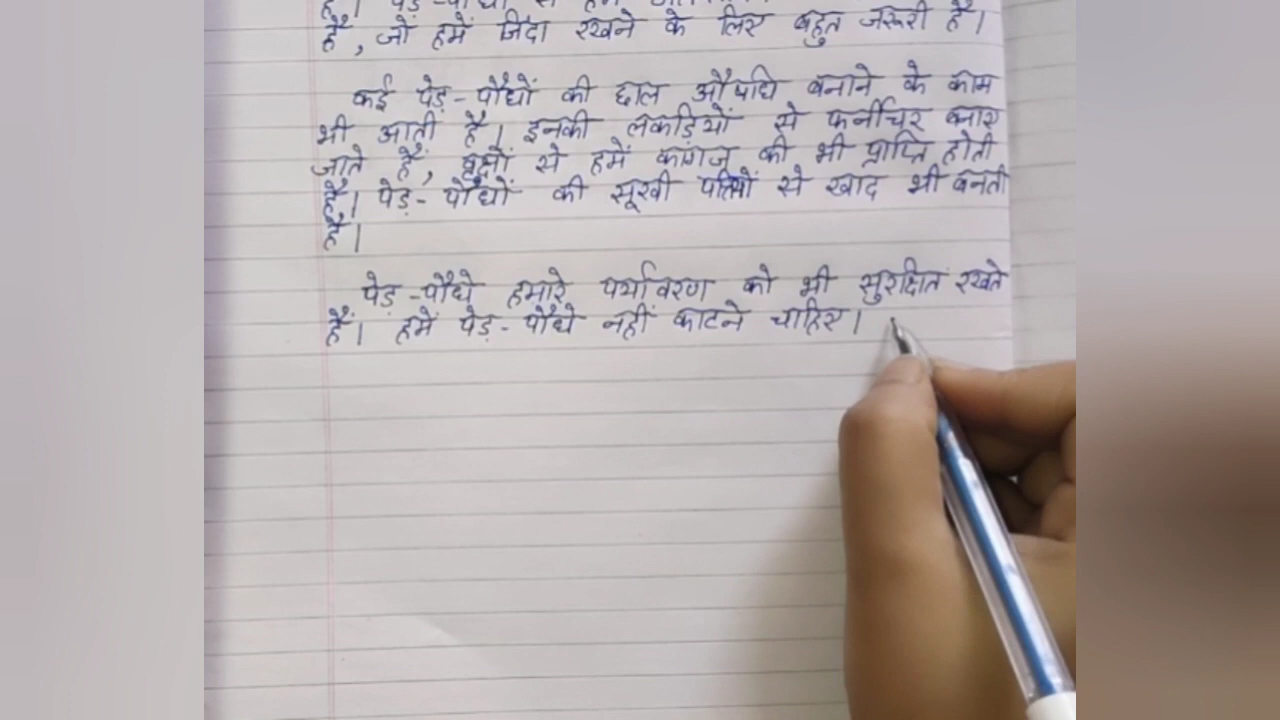 है। पेड़-पौधों से हमें
है, जो हमें जिंदा रखने के लिए बहुत जरूरी है।
कई पेड़-पौधों की छाल औषधि बनाने के काम
भी आती है। इनकी लकड़ियों से फर्नीचर बनाए
जाते हैं, वृक्षों से हमें कागज की भी प्राप्ति होती
है। पेड़-पौधों की सूखी पत्तियों से खाद भी बनती
है।
पेड़-पौधे हमारे पर्यावरण को भी सुरक्षित रखते
हैं। हमें पेड़-पौधे नहीं काटने चाहिए।